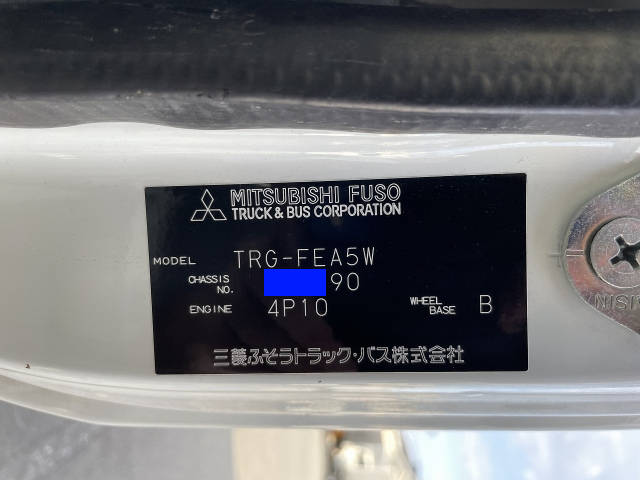 MITSUBISHI FUSO
TRUCK & BUS CORPORATION
MODEL TRG-FEA5W
CHASSIS NO. 90
ENGINE 4P10 WHEEL BASE B
三菱ふそうトラック・バス株式会社